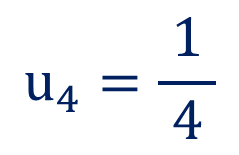 u₄ = 1/4